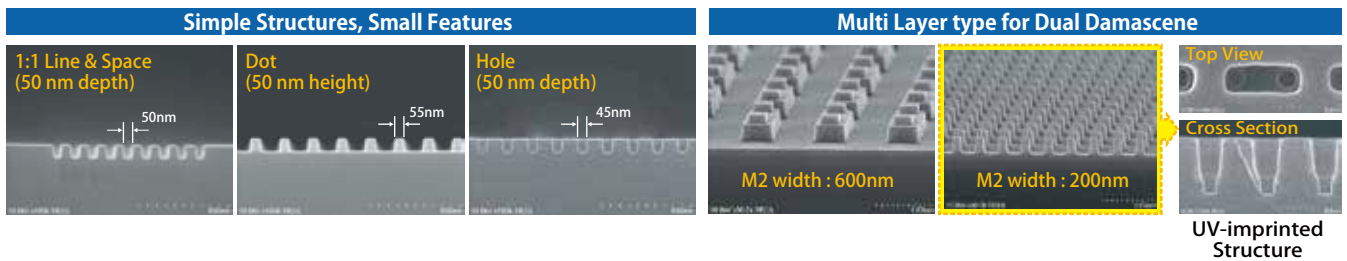 Simple Structures, Small Features
1:1 Line & Space
(50 nm depth)
50nm
Dot
(50 nm height)
55nm
Hole
(50 nm depth)
45nm
Multi Layer type for Dual Damascene
M2 width : 600nm
M2 width : 200nm
Top View
Cross Section
UV-imprinted
Structure